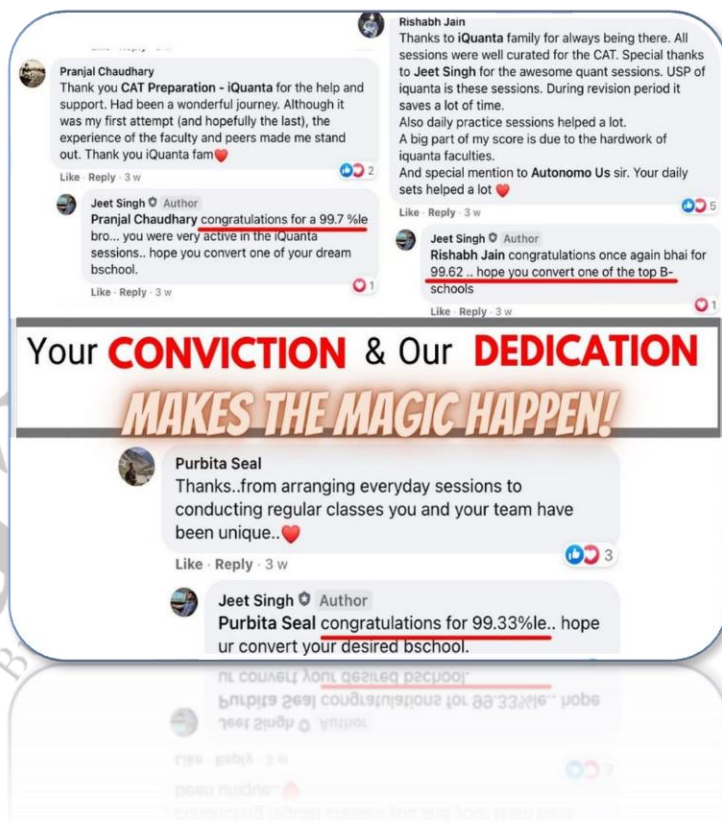 Pranjal Chaudhary
Thank you CAT Preparation - iQuanta for the help and
support. Had been a wonderful journey. Although it
was my first attempt (and hopefully the last), the
experience of the faculty and peers made me stand
out. Thank you iQuanta fam❤️
Like · Reply · 3 w
2
Jeet Singh Author
Pranjal Chaudhary congratulations for a 99.7 %le
bro... you were very active in the iQuanta
sessions.. hope you convert one of your dream
bschool.
Like · Reply · 3 w
1
Rishabh Jain
Thanks to iQuanta family for always being there. All
sessions were well curated for the CAT. Special thanks
to Jeet Singh for the awesome quant sessions. USP of
iquanta is these sessions. During revision period it
saves a lot of time.
Also daily practice sessions helped a lot.
A big part of my score is due to the hardwork of
iquanta faculties.
And special mention to Autonomo Us sir. Your daily
sets helped a lot ❤️
Like · Reply · 3 w
5
Jeet Singh Author
Rishabh Jain congratulations once again bhai for
99.62 .. hope you convert one of the top B-
schools
Like · Reply · 3 w
1
Your CONVICTION & Our DEDICATION
MAKES THE MAGIC HAPPEN!
Purbita Seal
Thanks..from arranging everyday sessions to
conducting regular classes you and your team have
been unique..❤️
Like · Reply · 3 w
3
Jeet Singh Author
Purbita Seal congratulations for 99.33%le.. hope
ur convert your desired bschool.